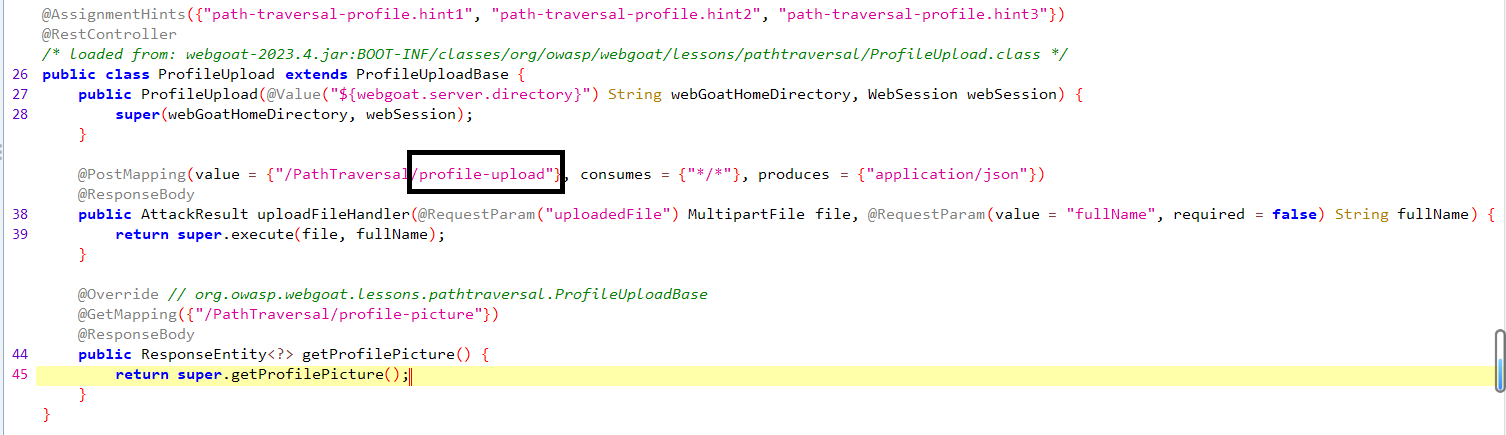 @AssignmentHints({"path-traversal-profile.hint1", "path-traversal-profile.hint2", "path-traversal-profile.hint3"})
@RestController
/* loaded from: webgoat-2023.4.jar:BOOT-INF/classes/org/owasp/webgoat/lessons/pathtraversal/ProfileUpload.class */
26 public class ProfileUpload extends ProfileUploadBase {
27 public ProfileUpload(@Value("${webgoat.server.directory}") String webGoatHomeDirectory, WebSession webSession) {
28 super(webGoatHomeDirectory, webSession);
}
@PostMapping(value = {"/PathTraversal/profile-upload"}, consumes = {"*/*"}, produces = {"application/json"})
@ResponseBody
38 public AttackResult uploadFileHandler(@RequestParam("uploadedFile") MultipartFile file, @RequestParam(value = "fullName", required = false) String fullName) {
39 return super.execute(file, fullName);
}
@Override // org.owasp.webgoat.lessons.pathtraversal.ProfileUploadBase
@GetMapping({"/PathTraversal/profile-picture"})
@ResponseBody
44 public ResponseEntity<?> getProfilePicture() {
45 return super.getProfilePicture();
}
}